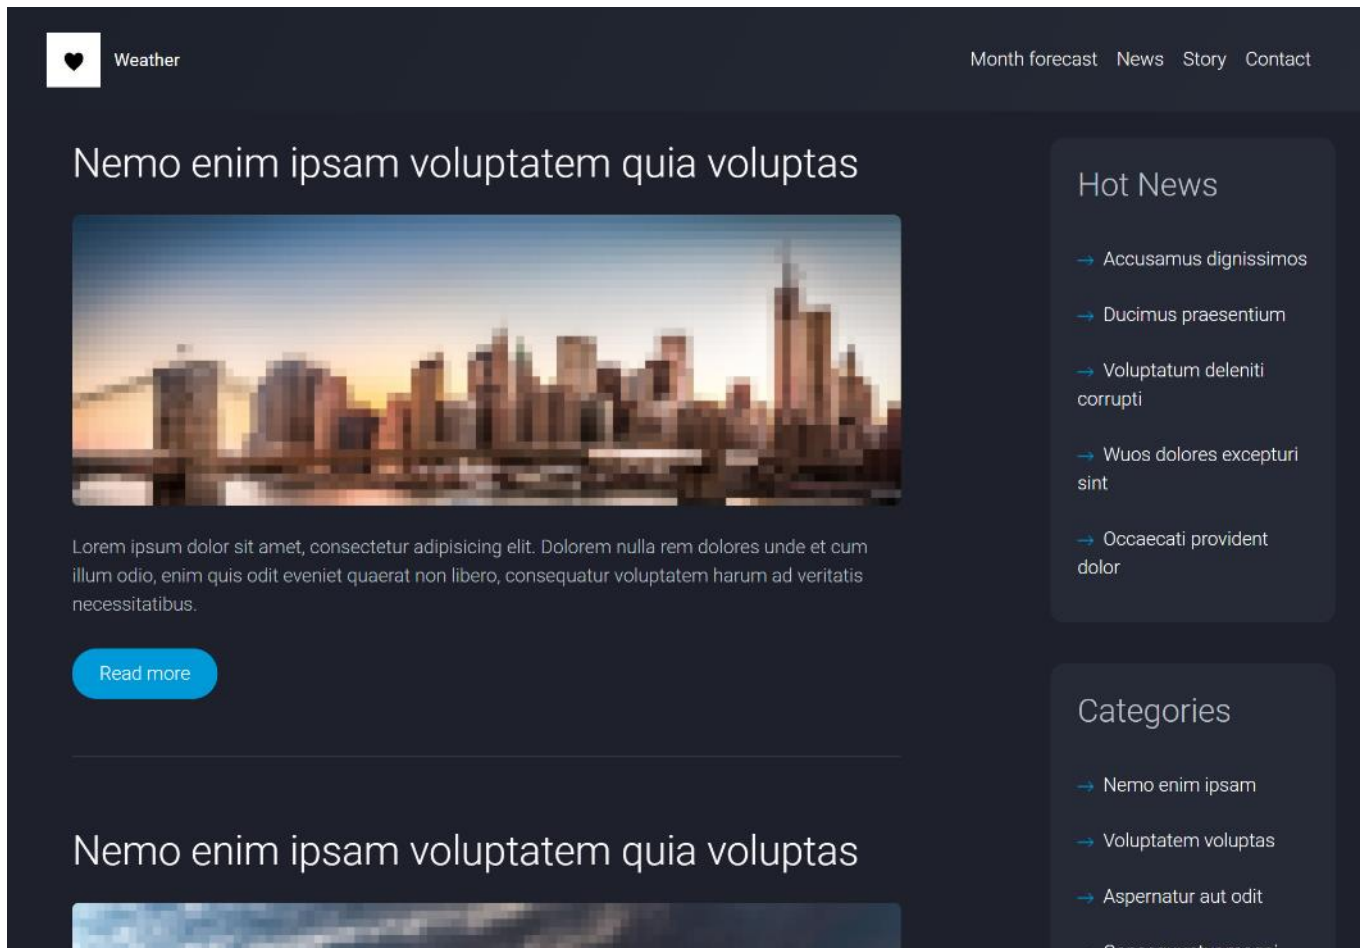 Weather
Month forecast News Story Contact
Nemo enim ipsam voluptatem quia voluptas
Lorem ipsum dolor sit amet, consectetur adipisicing elit. Dolorem nulla rem dolores unde et cum
illum odio, enim quis odit eveniet quaerat non libero, consequatur voluptatem harum ad veritatis
necessitatibus.
Read more
Nemo enim ipsam voluptatem quia voluptas
Hot News
→ Accusamus dignissimos
→ Ducimus praesentium
→ Voluptatum deleniti
corrupti
→ Wuos dolores excepturi
sint
→ Occaecati provident
dolor
Categories
→ Nemo enim ipsam
→ Voluptatem voluptas
→ Aspernatur aut odit